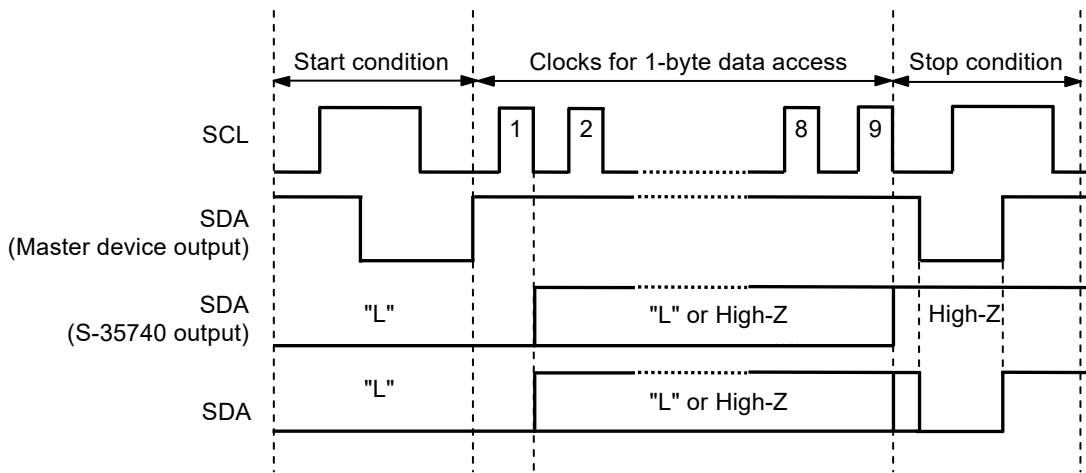 Start condition
Clocks for 1-byte data access
Stop condition
SCL
1
2
8
9
SDA
(Master device output)
SDA
(S-35740 output)
"L"
"L" or High-Z
High-Z
SDA
"L"
"L" or High-Z